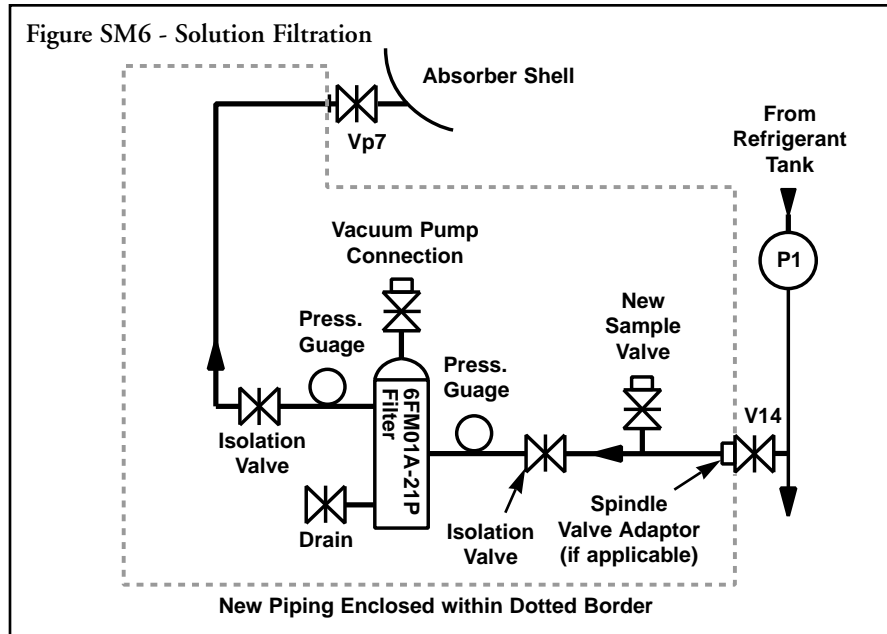 Figure SM6 - Solution Filtration
Absorber Shell
Vp7
From
Refrigerant
Tank
P1
Vacuum Pump
Connection
New
Sample
Valve
Press.
Guage
Press.
Guage
6FM01A-21P
Filter
V14
Isolation
Valve
Drain
Isolation
Valve
Spindle
Valve Adaptor
(if applicable)
New Piping Enclosed within Dotted Border